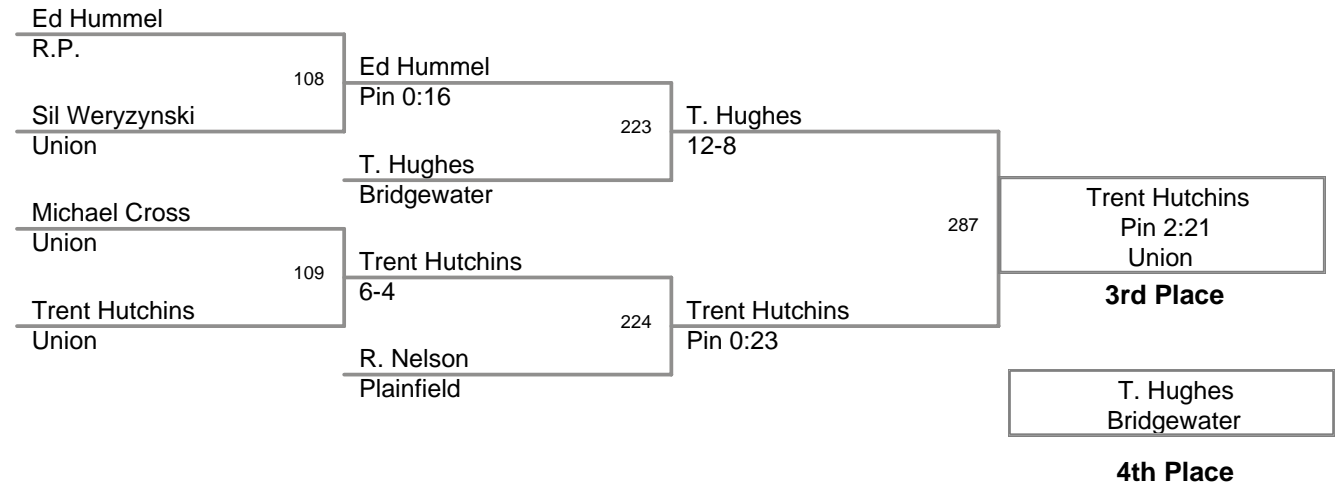 Ed Hummel
R.P.
108
Sil Weryzynski
Union
Michael Cross
Union
109
Trent Hutchins
Union
Ed Hummel
Pin 0:16
223
T. Hughes
Bridgewater
Trent Hutchins
6-4
224
R. Nelson
Plainfield
T. Hughes
12-8
287
Trent Hutchins
Pin 0:23
Trent Hutchins
Pin 2:21
Union
3rd Place
T. Hughes
Bridgewater
4th Place